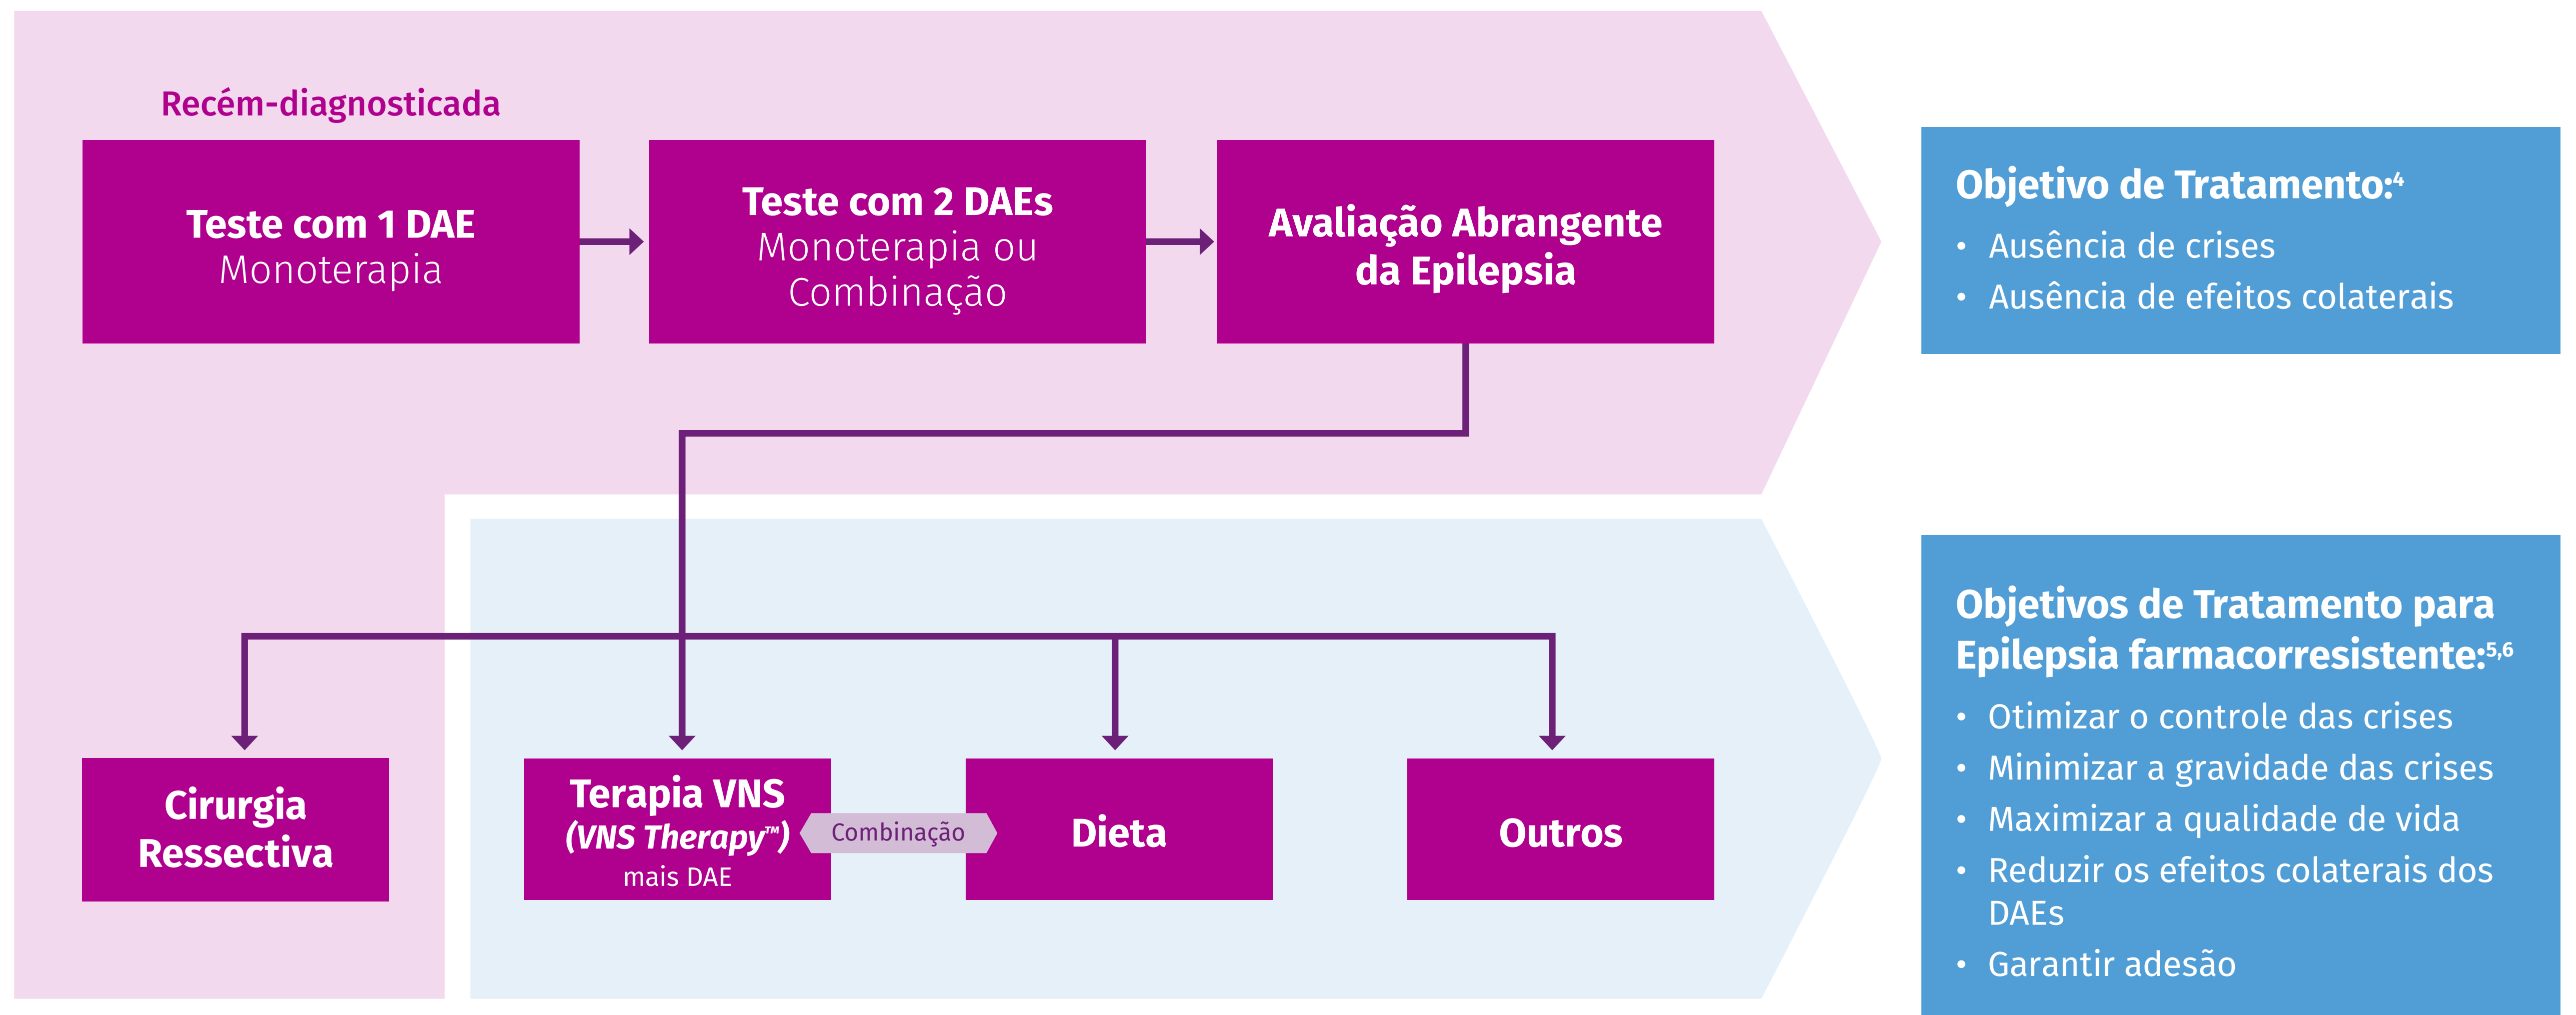 Recém-diagnosticada
Teste com 1 DAE
Monoterapia
Teste com 2 DAEs
Monoterapia ou
Combinação
Avaliação Abrangente
da Epilepsia
Objetivo de Tratamento:⁴
• Ausência de crises
• Ausência de efeitos colaterais
Cirurgia
Ressectiva
Terapia VNS
(VNS Therapy™)
mais DAE
Combinação
Dieta
Outros
Objetivos de Tratamento para
Epilepsia farmacorresistente:⁵,⁶
• Otimizar o controle das crises
• Minimizar a gravidade das crises
• Maximizar a qualidade de vida
• Reduzir os efeitos colaterais dos
DAEs
• Garantir adesão